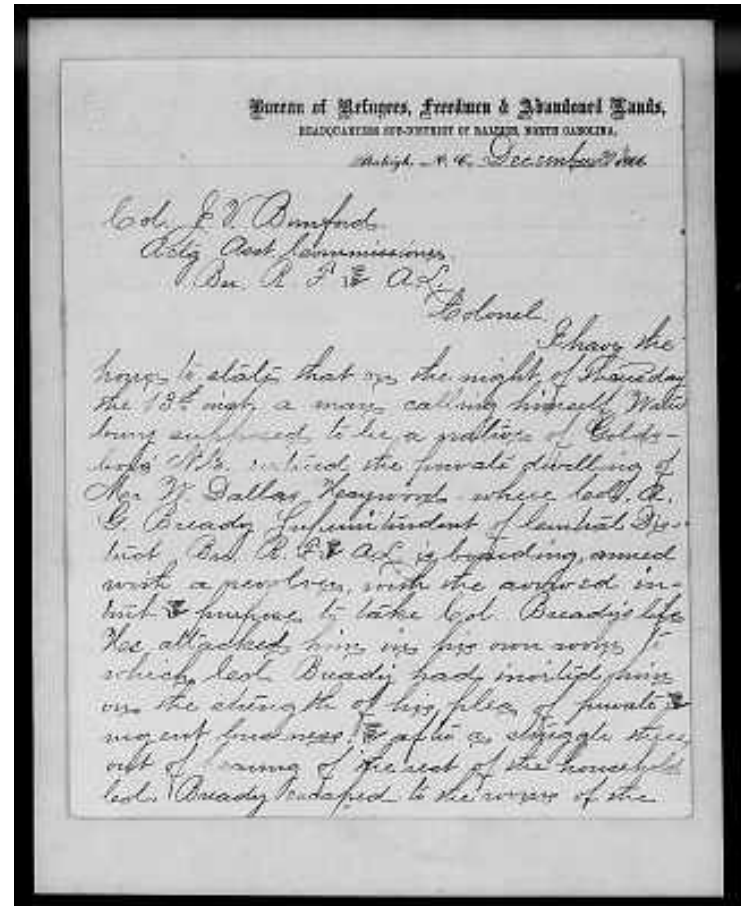 Bureau of Refugees, Freedmen & Abandoned Lands,
HEADQUARTERS SUB-DISTRICT OF RALEIGH, NORTH CAROLINA,
Raleigh, N. C. December
Col. J. V. Bomford
Actg Asst Commissioner
Bu. R. F. & A. L.
Colonel
I have the
honor to state that on the night of Thursday
the 13th inst, a man calling himself
supposed to be a native of Golds-
boro N.C. entered the private dwelling of
Mr W. Dallas Haywood where Col. A.
G. Brady Superintendent of Central Dis-
trict Bu. R. F. & A. L. is boarding, armed
with a revolver, with the avowed in-
tent & purpose to take Col. Brady's life
He attacked him in his own room to
which Col. Brady had invited him
on the strength of his plea of private &
urgent business, & after a struggle
out of hearing of the rest of the household
Col. Brady escaped to the rooms of the